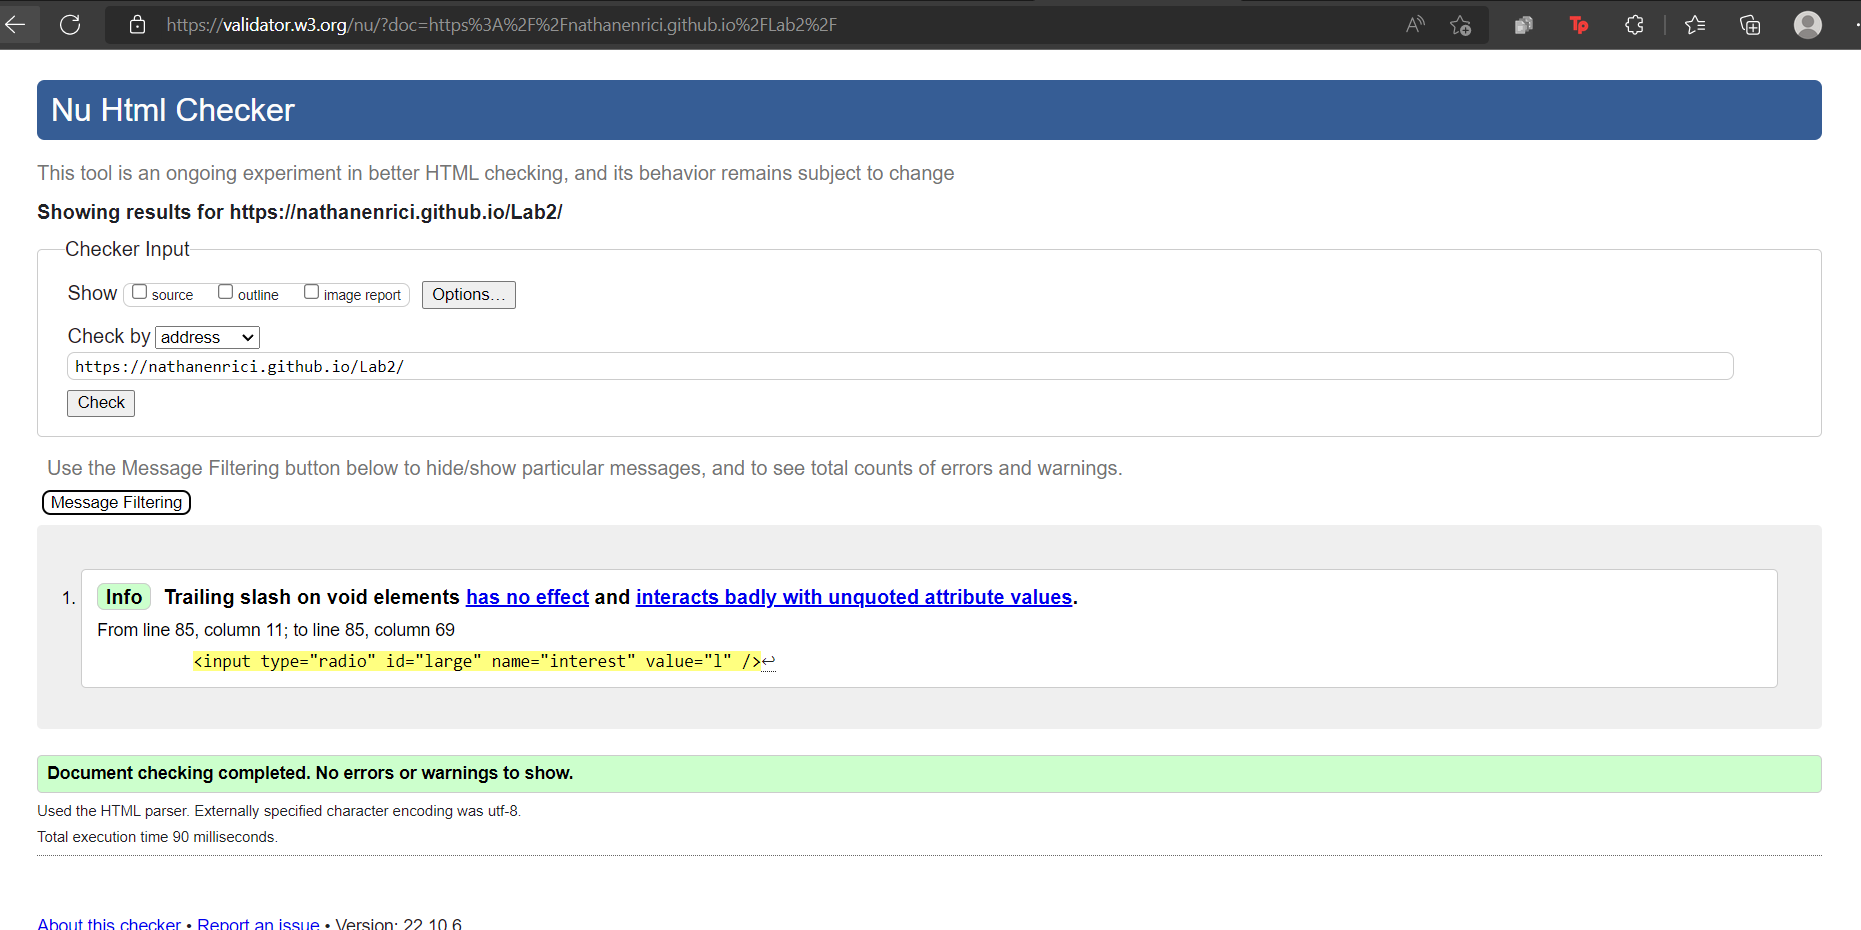 https://validator.w3.org/nu/?doc=https%3A%2F%2Fnathanenrici.github.io%2FLab2%2F
Nu Html Checker
This tool is an ongoing experiment in better HTML checking, and its behavior remains subject to change
Showing results for https://nathanenrici.github.io/Lab2/
Checker Input
Show source outline image report Options...
Check by address
https://nathanenrici.github.io/Lab2/
Check
Use the Message Filtering button below to hide/show particular messages, and to see total counts of errors and warnings.
Message Filtering
1. Info Trailing slash on void elements has no effect and interacts badly with unquoted attribute values.
From line 85, column 11; to line 85, column 69
<input type="radio" id="large" name="interest" value="l" />↩
Document checking completed. No errors or warnings to show.
Used the HTML parser. Externally specified character encoding was utf-8.
Total execution time 90 milliseconds.
About this checker • Report an issue • Version: 22.10.6